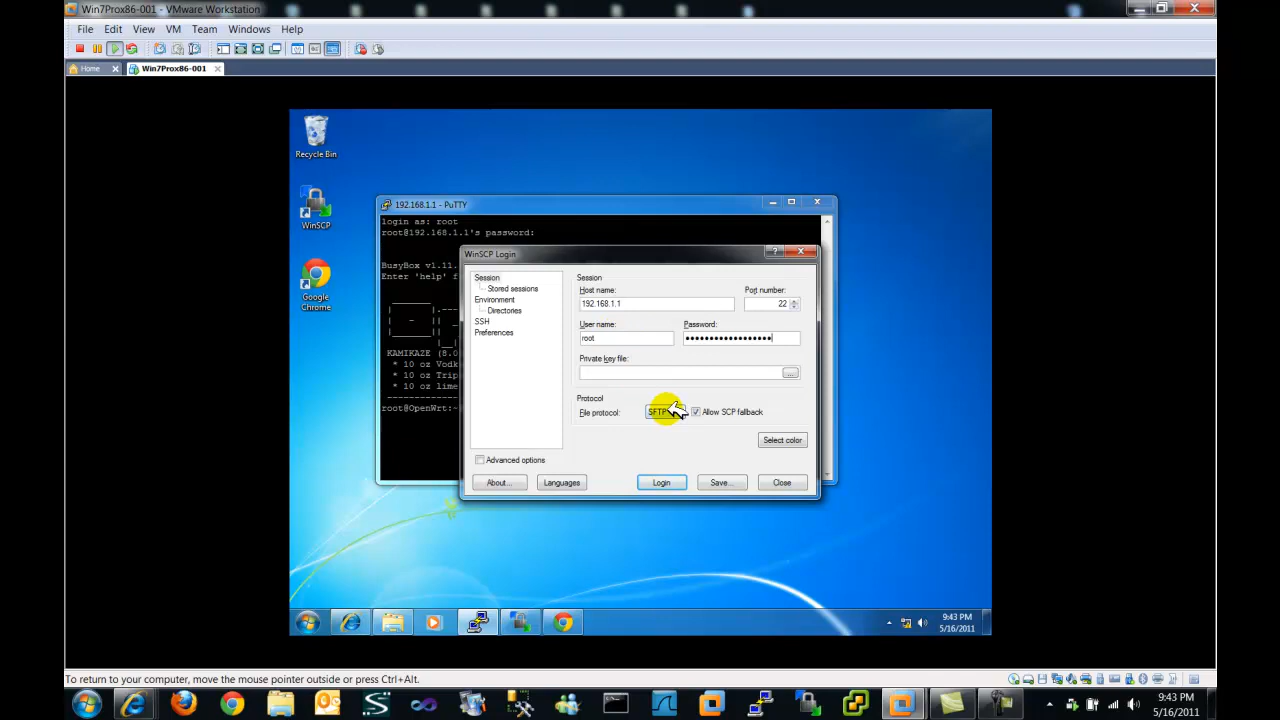 Win7Prox86-001 - VMware Workstation
File Edit View VM Team Windows Help
Home Win7Prox86-001
Recycle Bin
WinSCP
Google
Chrome
192.168.1.1 - PuTTY
login as: root
root@192.168.1.1's password:
BusyBox v1.11.
Enter 'help' f
KAMIKAZE (8.0
* 10 oz Vodk
* 10 oz Trip
* 10 oz lime
root@OpenWrt:~
WinSCP Login
Session
Stored sessions
Environment
Directories
SSH
Preferences
Session
Host name: Port number:
192.168.1.1 22
User name: Password:
root
Private key file:
...
Protocol
File protocol: SFTP Allow SCP fallback
Select color
Advanced options
About... Languages Login Save... Close
9:43 PM
5/16/2011
To return to your computer, move the mouse pointer outside or press Ctrl+Alt.
9:43 PM
5/16/2011